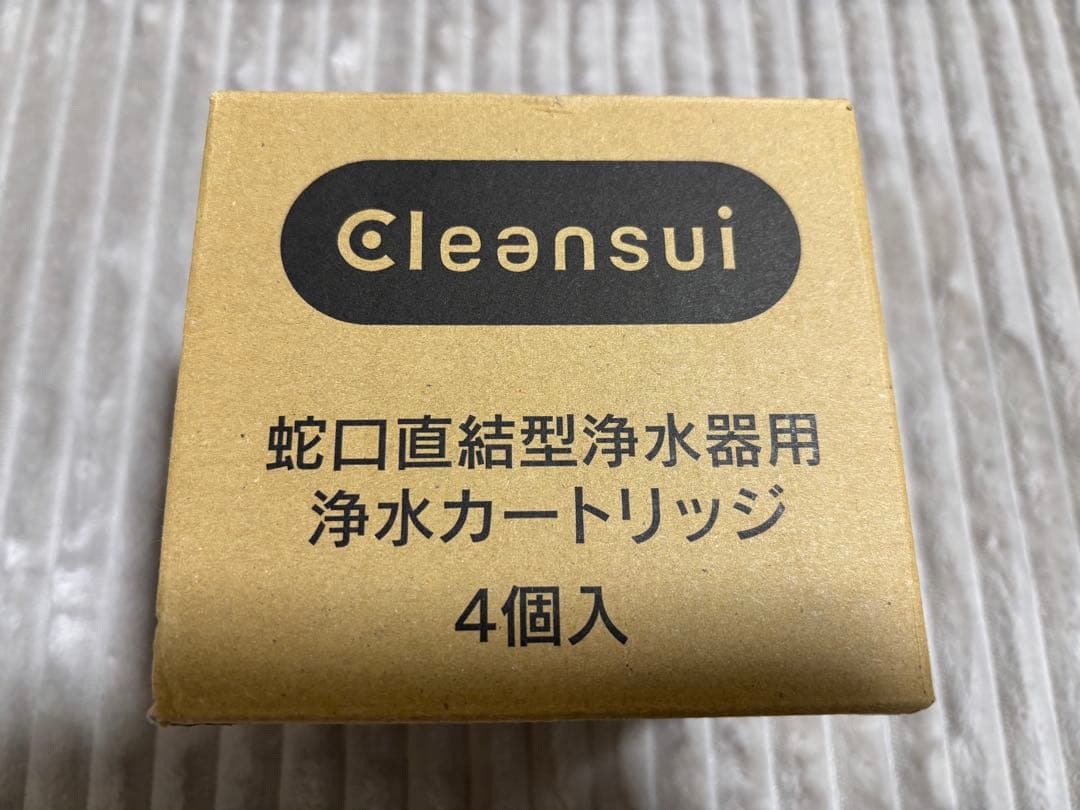 Cleansui
蛇口直結型浄水器用
浄水カートリッジ
4個入